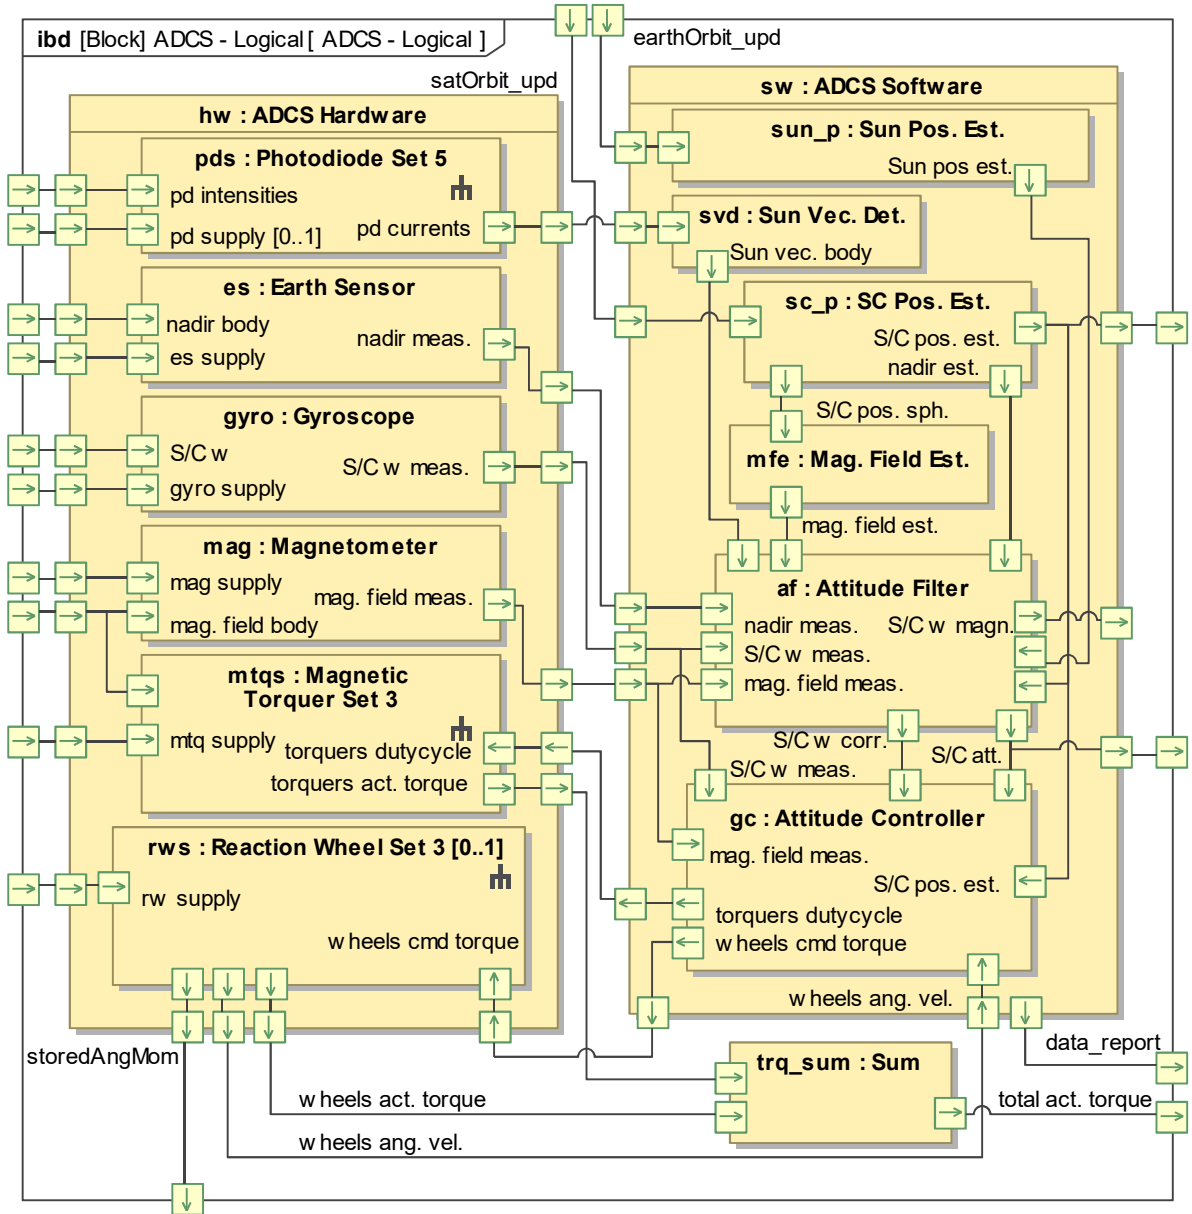 ibd [Block] ADCS - Logical [ ADCS - Logical ]
earthOrbit_upd
satOrbit_upd
hw : ADCS Hardware
pds : Photodiode Set 5
pd intensities
pd supply [0..1]
pd currents
es : Earth Sensor
nadir body
nadir meas.
es supply
gyro : Gyroscope
S/C w
S/C w meas.
gyro supply
mag : Magnetometer
mag supply
mag. field meas.
mag. field body
mtqs : Magnetic
Torquer Set 3
mtq supply
torquers dutycycle
torquers act. torque
rws : Reaction Wheel Set 3 [0..1]
rw supply
wheels cmd torque
storedAngMom
sw : ADCS Software
sun_p : Sun Pos. Est.
Sun pos est.
svd : Sun Vec. Det.
Sun vec. body
sc_p : SC Pos. Est.
S/C pos. est.
nadir est.
S/C pos. sph.
mfe : Mag. Field Est.
mag. field est.
af : Attitude Filter
nadir meas.
S/C w magn.
S/C w meas.
mag. field meas.
S/C w corr.
S/C att.
S/C w meas.
gc : Attitude Controller
mag. field meas.
S/C pos. est.
torquers dutycycle
wheels cmd torque
wheels ang. vel.
data_report
trq_sum : Sum
wheels act. torque
total act. torque
wheels ang. vel.